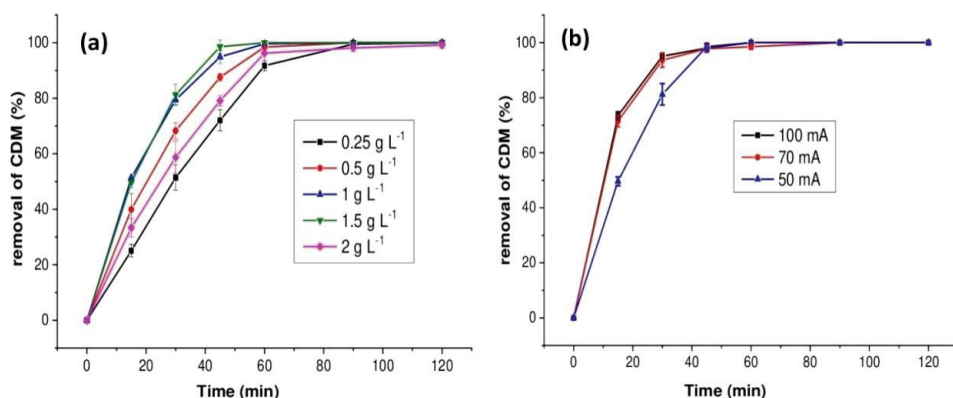 (a)
removal of CDM (%)
100
80
60
40
20
0
0 20 40 60 80 100 120
Time (min)
0.25 g L⁻¹
0.5 g L⁻¹
1 g L⁻¹
1.5 g L⁻¹
2 g L⁻¹
(b)
removal of CDM (%)
100
80
60
40
20
0
0 20 40 60 80 100 120
Time (min)
100 mA
70 mA
50 mA